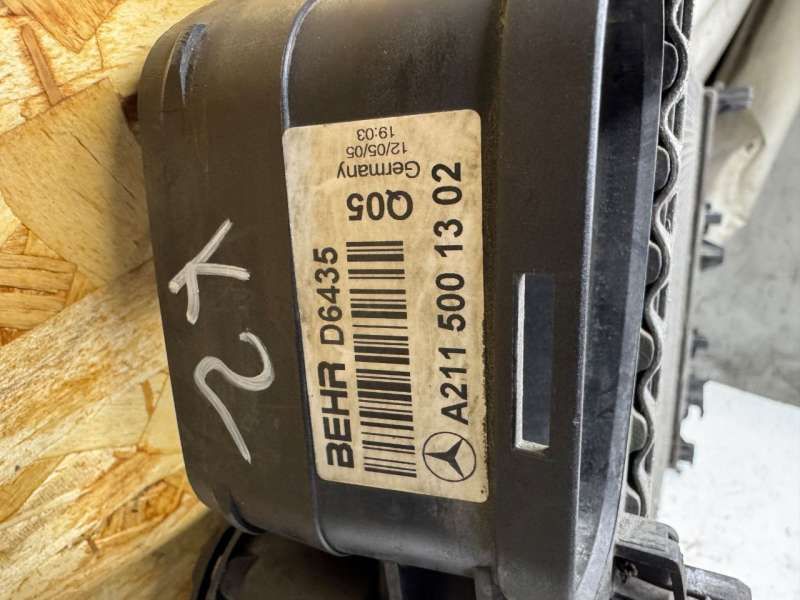 BEHR D6435
Q05
Germany
12/05/05
19:03
A211 500 13 02
2K